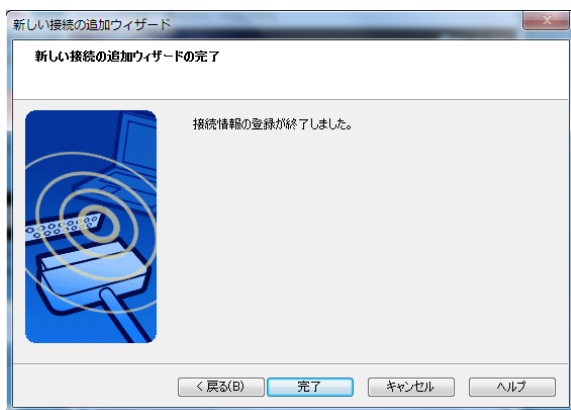 新しい接続の追加ウィザード
新しい接続の追加ウィザードの完了
接続情報の登録が終了しました。
< 戻る(B)
完了
キャンセル
ヘルプ